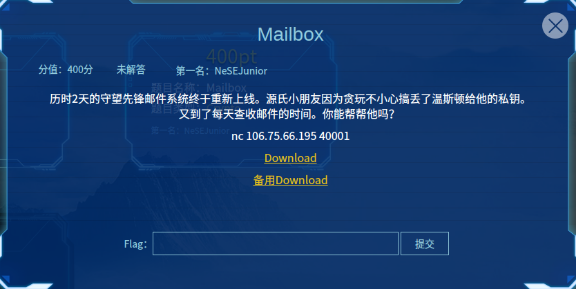 Mailbox
分值：400分 未解答 第一名：NeSEJunior
400pt
题目名称：Mailbox
历时2天的守望先锋邮件系统终于重新上线。源氏小朋友因为贪玩不小心搞丢了温斯顿给他的私钥。
又到了每天查收邮件的时间。你能帮帮他吗？
nc 106.75.66.195 40001
Download
备用Download
Flag：
提交